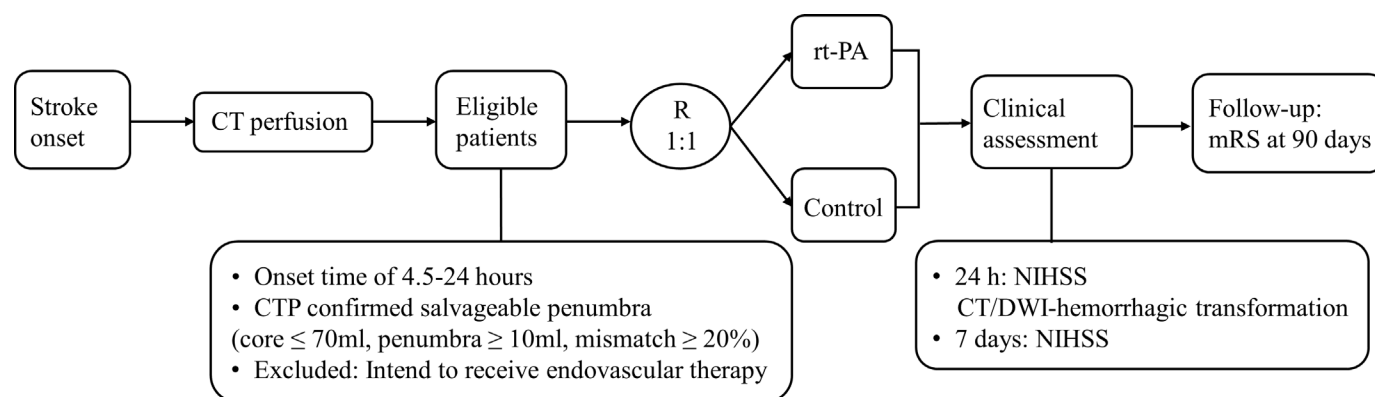 Stroke
onset
CT perfusion
Eligible
patients
R
1:1
rt-PA
Control
Clinical
assessment
Follow-up:
mRS at 90 days
• Onset time of 4.5-24 hours
• CTP confirmed salvageable penumbra
(core ≤ 70ml, penumbra ≥ 10ml, mismatch ≥ 20%)
• Excluded: Intend to receive endovascular therapy
• 24 h: NIHSS
CT/DWI-hemorrhagic transformation
• 7 days: NIHSS